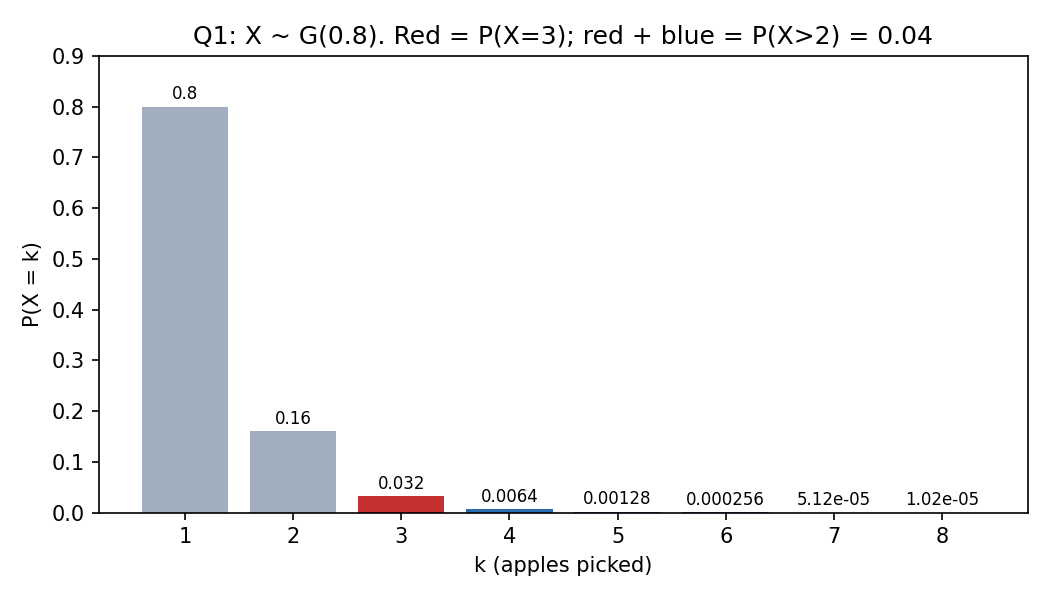 Q1: X ~ G(0.8). Red = P(X=3); red + blue = P(X>2) = 0.04
P(X = k)
0.9
0.8
0.7
0.6
0.5
0.4
0.3
0.2
0.1
0.0
0.8
0.16
0.032
0.0064
0.00128
0.000256
5.12e-05
1.02e-05
1 2 3 4 5 6 7 8
k (apples picked)